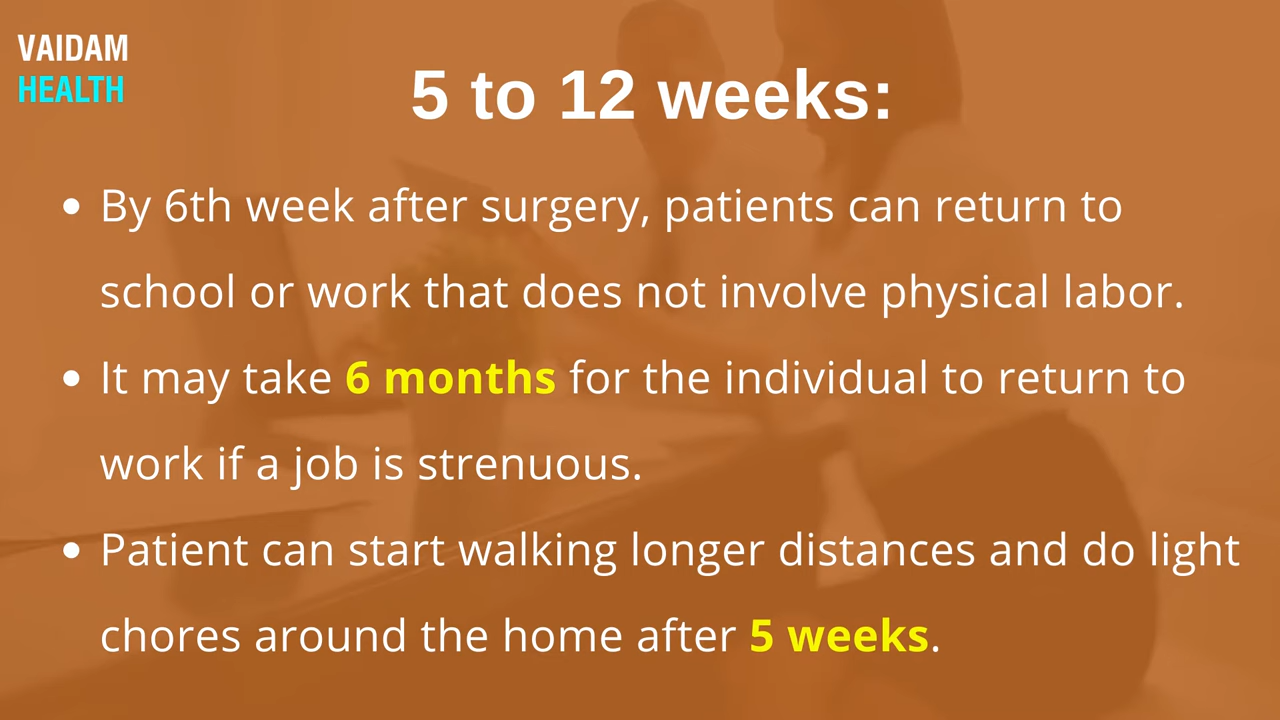 VAIDAM
HEALTH
5 to 12 weeks:
• By 6th week after surgery, patients can return to
school or work that does not involve physical labor.
• It may take 6 months for the individual to return to
work if a job is strenuous.
• Patient can start walking longer distances and do light
chores around the home after 5 weeks.